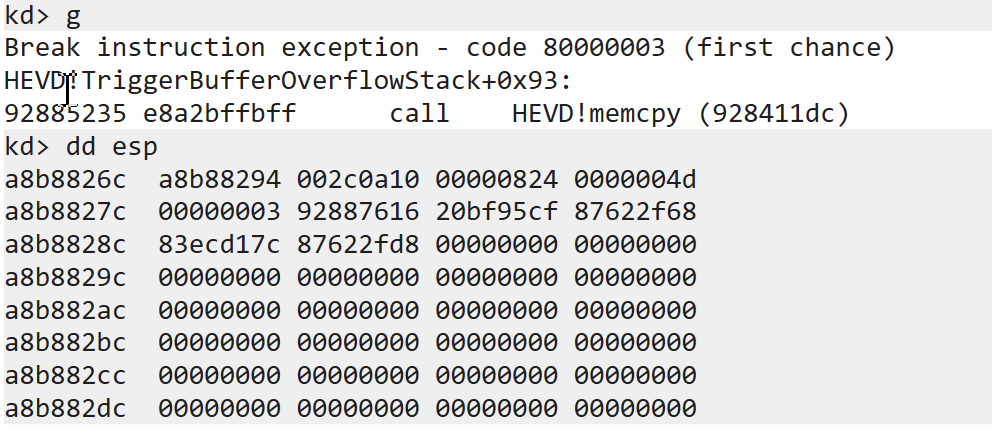 kd> g
Break instruction exception - code 80000003 (first chance)
HEVD!TriggerBufferOverflowStack+0x93:
92885235 e8a2bffbff      call    HEVD!memcpy (928411dc)
kd> dd esp
a8b8826c  a8b88294 002c0a10 00000824 0000004d
a8b8827c  00000003 92887616 20bf95cf 87622f68
a8b8828c  83ecd17c 87622fd8 00000000 00000000
a8b8829c  00000000 00000000 00000000 00000000
a8b882ac  00000000 00000000 00000000 00000000
a8b882bc  00000000 00000000 00000000 00000000
a8b882cc  00000000 00000000 00000000 00000000
a8b882dc  00000000 00000000 00000000 00000000